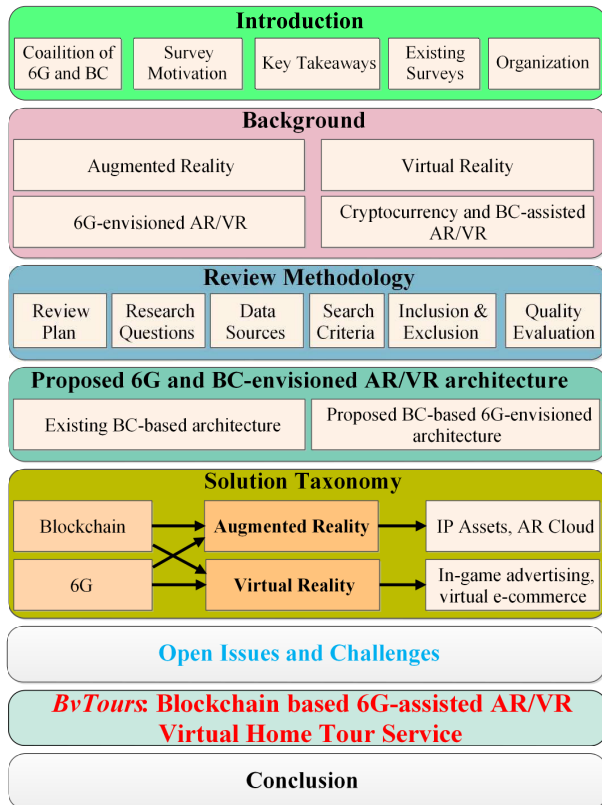 Introduction
Coailition of
6G and BC
Survey
Motivation
Key Takeaways
Existing
Surveys
Organization
Background
Augmented Reality
Virtual Reality
6G-envisioned AR/VR
Cryptocurrency and BC-assisted
AR/VR
Review Methodology
Review
Plan
Research
Questions
Data
Sources
Search
Criteria
Inclusion &
Exclusion
Quality
Evaluation
Proposed 6G and BC-envisioned AR/VR architecture
Existing BC-based architecture
Proposed BC-based 6G-envisioned
architecture
Solution Taxonomy
Blockchain
Augmented Reality
IP Assets, AR Cloud
6G
Virtual Reality
In-game advertising,
virtual e-commerce
Open Issues and Challenges
BvTours: Blockchain based 6G-assisted AR/VR
Virtual Home Tour Service
Conclusion